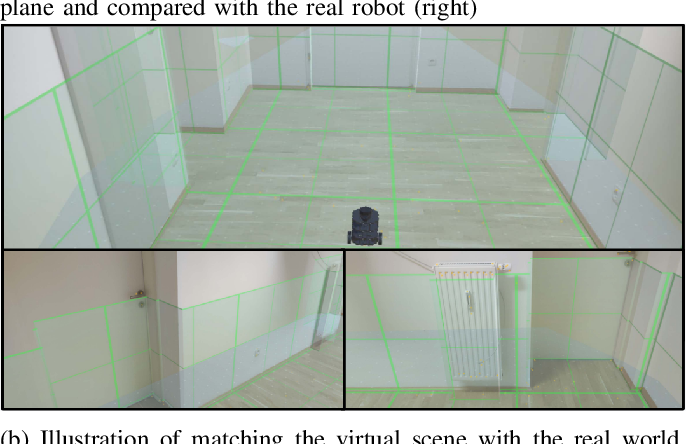 plane and compared with the real robot (right)
(b) Illustration of matching the virtual scene with the real world